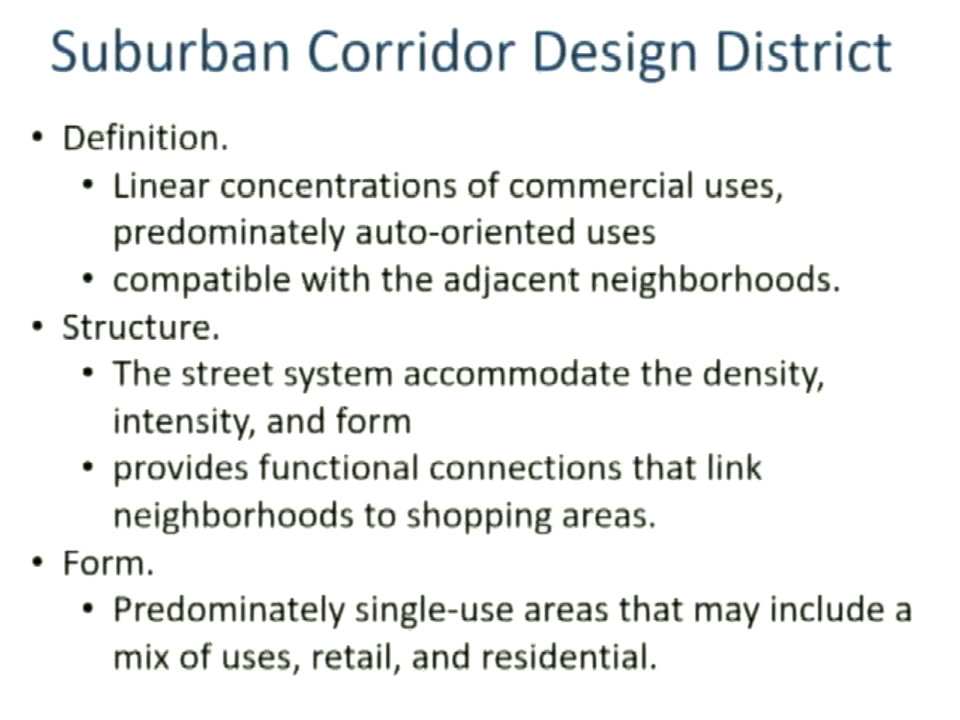 Suburban Corridor Design District
• Definition.
• Linear concentrations of commercial uses,
predominately auto-oriented uses
• compatible with the adjacent neighborhoods.
• Structure.
• The street system accommodate the density,
intensity, and form
• provides functional connections that link
neighborhoods to shopping areas.
• Form.
• Predominately single-use areas that may include a
mix of uses, retail, and residential.